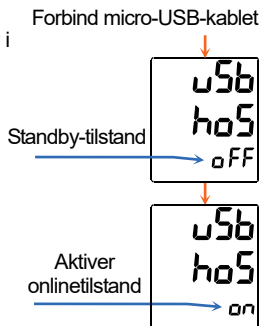 Forbind micro-USB-kablet
i
uSb
hoS
Standby-tilstand
oFF
uSb
hoS
Aktiver
onlinetilstand
on